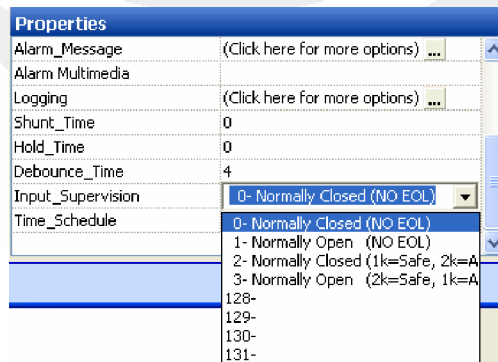 Properties
Alarm_Message (Click here for more options) ...
Alarm Multimedia
Logging (Click here for more options) ...
Shunt_Time 0
Hold_Time 0
Debounce_Time 4
Input_Supervision 0- Normally Closed (NO EOL)
Time_Schedule
0- Normally Closed (NO EOL)
1- Normally Open (NO EOL)
2- Normally Closed (1k=Safe, 2k=A
3- Normally Open (2k=Safe, 1k=A
128-
129-
130-
131-